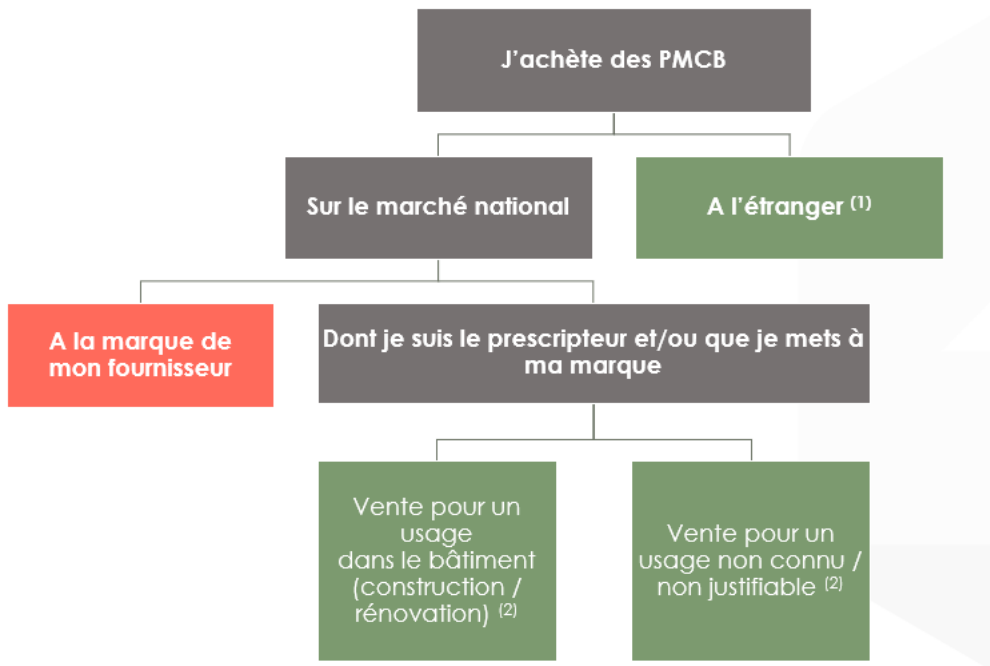 J'achète des PMCB
Sur le marché national
A l'étranger (1)
A la marque de
mon fournisseur
Dont je suis le prescripteur et/ou que je mets à
ma marque
Vente pour un
usage
dans le bâtiment
(construction /
rénovation) (2)
Vente pour un
usage non connu /
non justifiable (2)